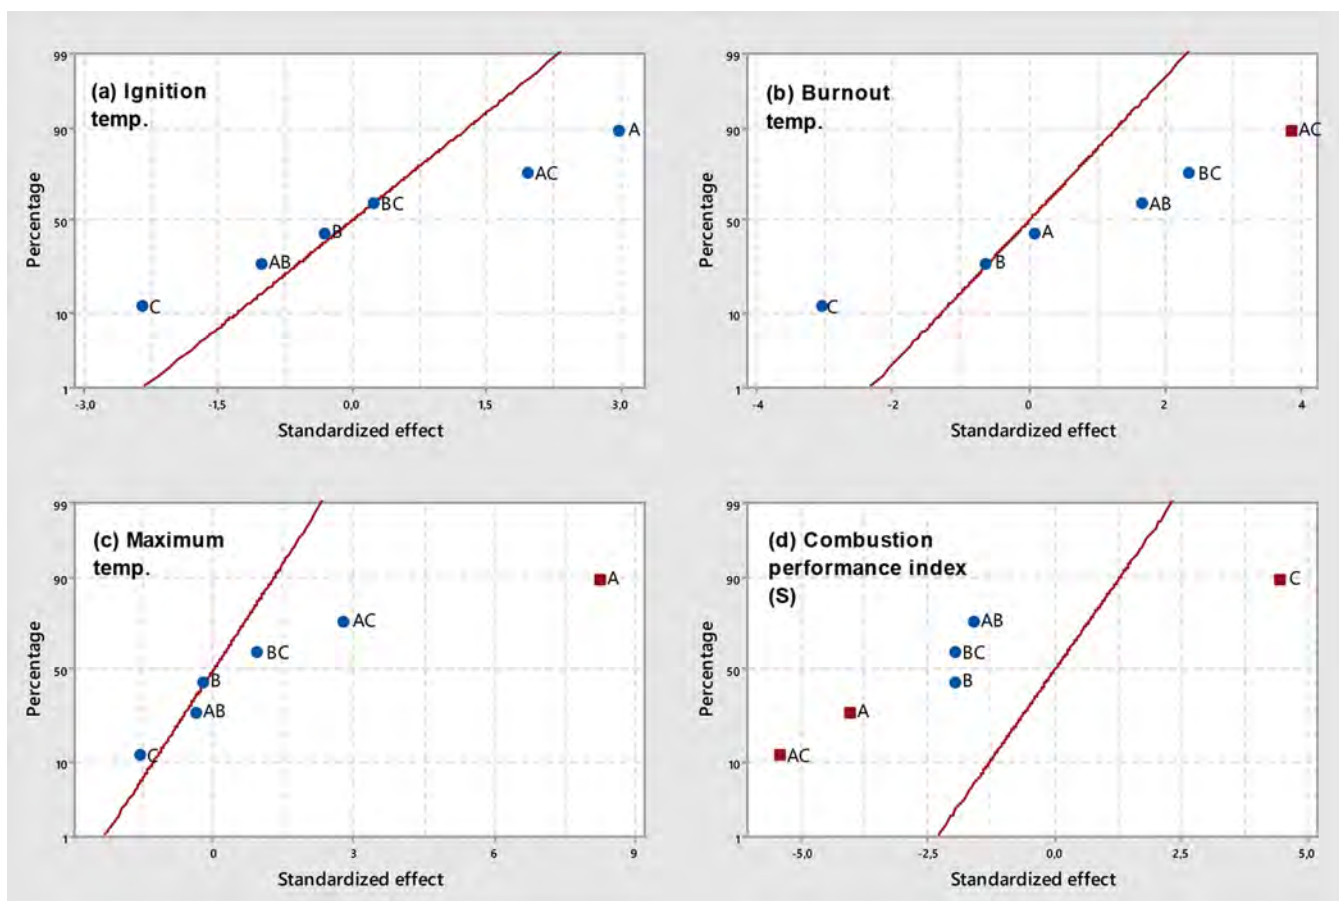 99
(a) Ignition
temp.
90
A
AC
BC
Percentage
50
B
AB
C
10
1
-3,0
-1,5
0,0
1,5
3,0
Standardized effect
99
(b) Burnout
temp.
90
AC
BC
AB
Percentage
50
A
B
C
10
1
-4
-2
0
2
4
Standardized effect
99
(c) Maximum
temp.
90
A
AC
BC
Percentage
50
B
AB
C
10
1
0
3
6
9
Standardized effect
99
(d) Combustion
performance index
(S)
90
C
AB
BC
Percentage
50
B
A
AC
10
1
-5,0
-2,5
0,0
2,5
5,0
Standardized effect